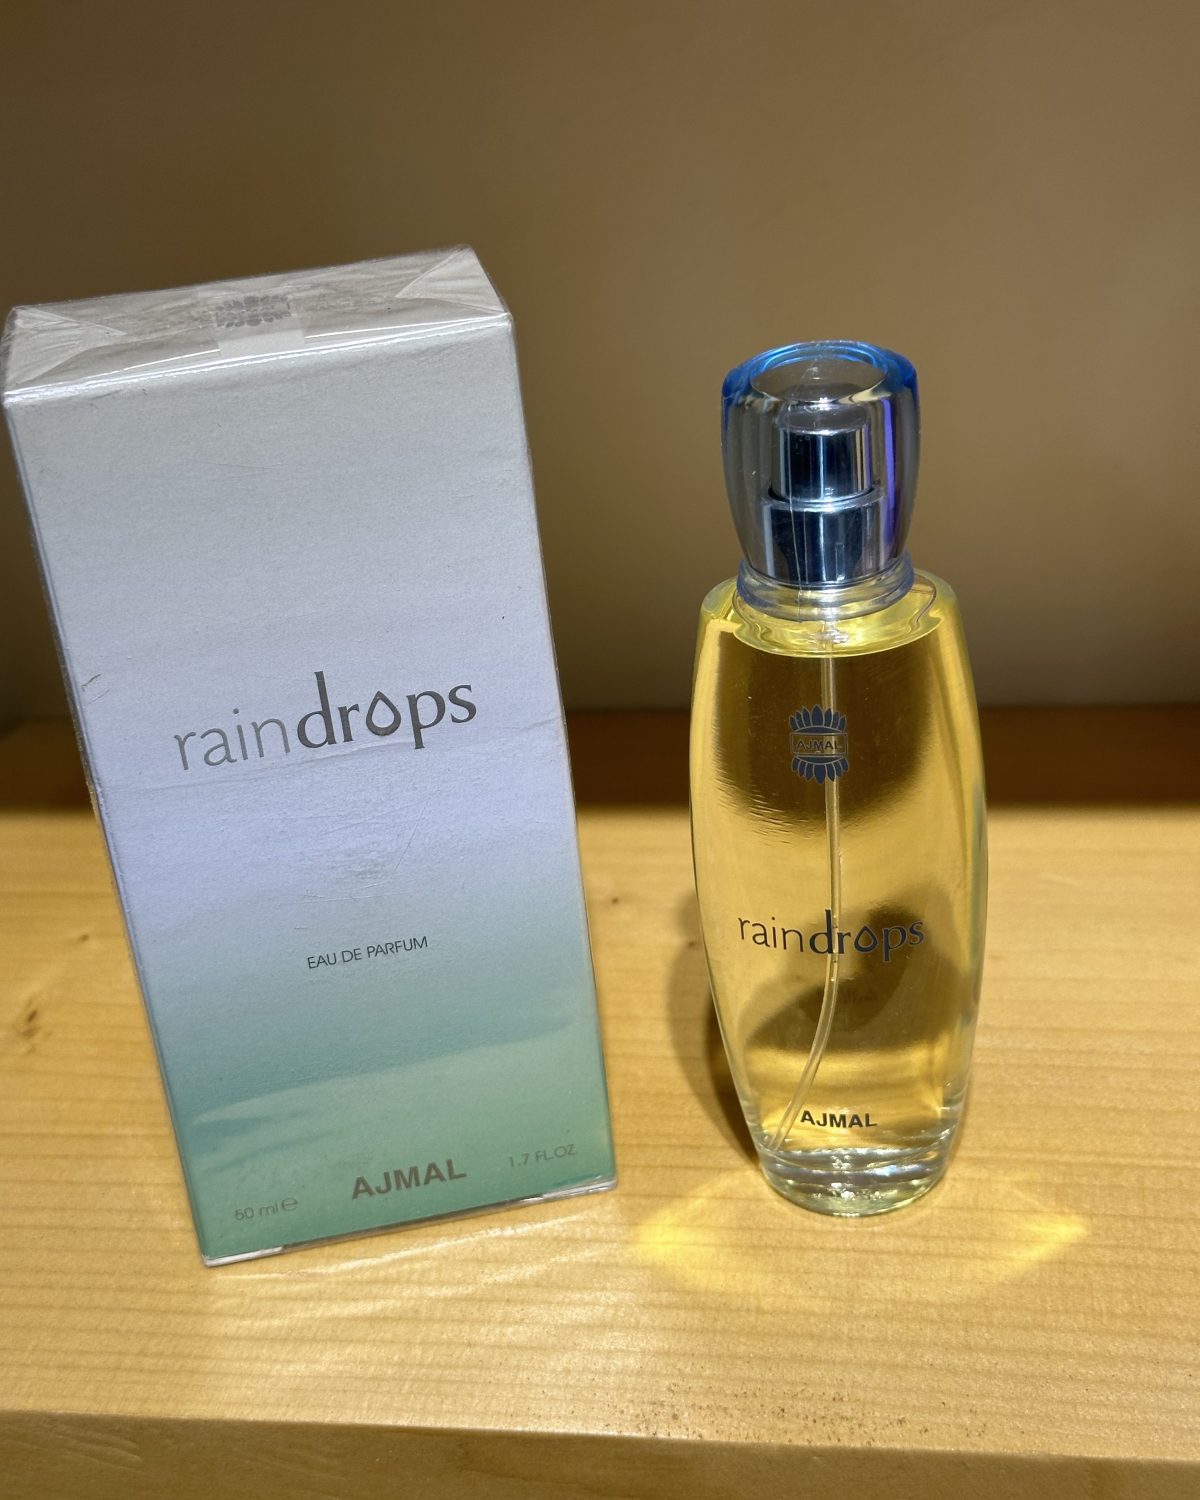 raindrops
EAU DE PARFUM
50 ml ℮
AJMAL
1.7 FL.OZ
AJMAL
raindrops
AJMAL